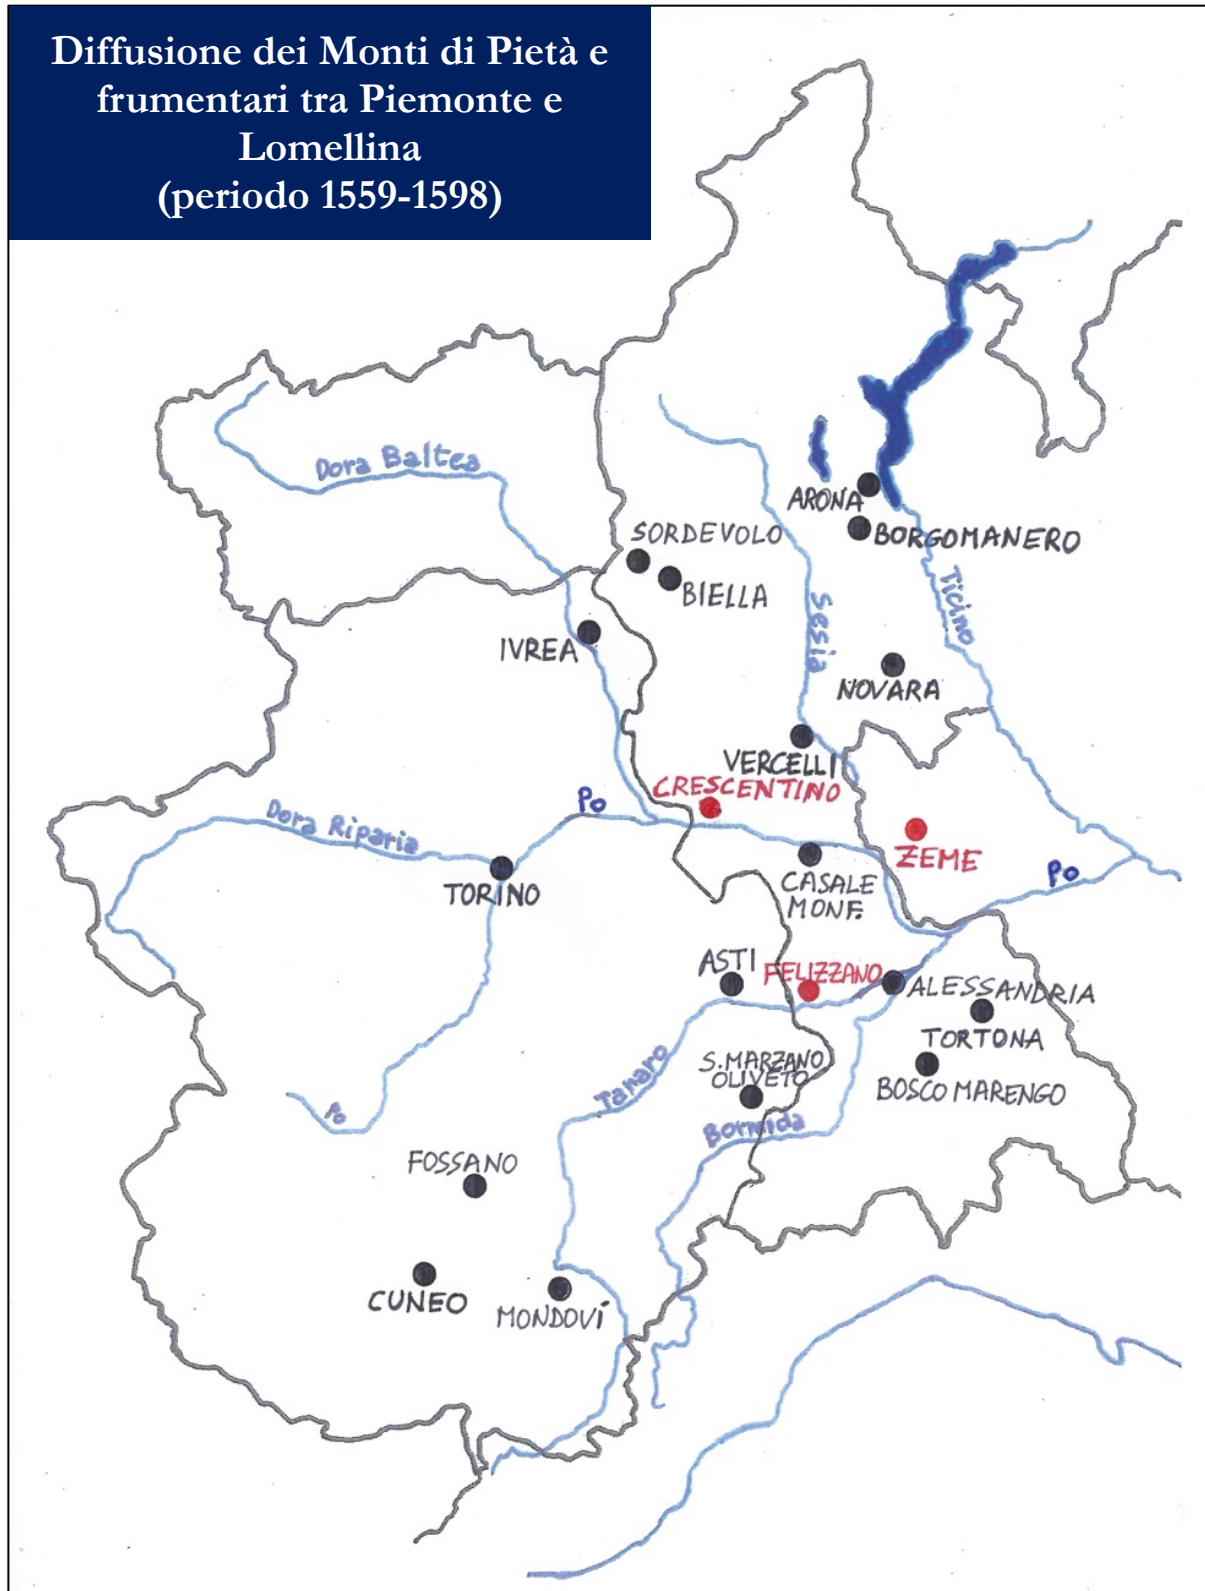 Diffusione dei Monti di Pietà e
frumentari tra Piemonte e
Lomellina
(periodo 1559-1598)
Dora Baltea
ARONA
SORDEVOLO
BORGOMANERO
BIELLA
Ticino
Sesia
IVREA
NOVARA
VERCELLI
CRESCENTINO
Po
Dora Riparia
ZEME
TORINO
CASALE
MONF.
Po
ASTI
FELIZZANO
ALESSANDRIA
TORTONA
S.MARZANO
OLIVETO
BOSCO MARENGO
Tanaro
Po
Bormida
FOSSANO
CUNEO
MONDOVÍ